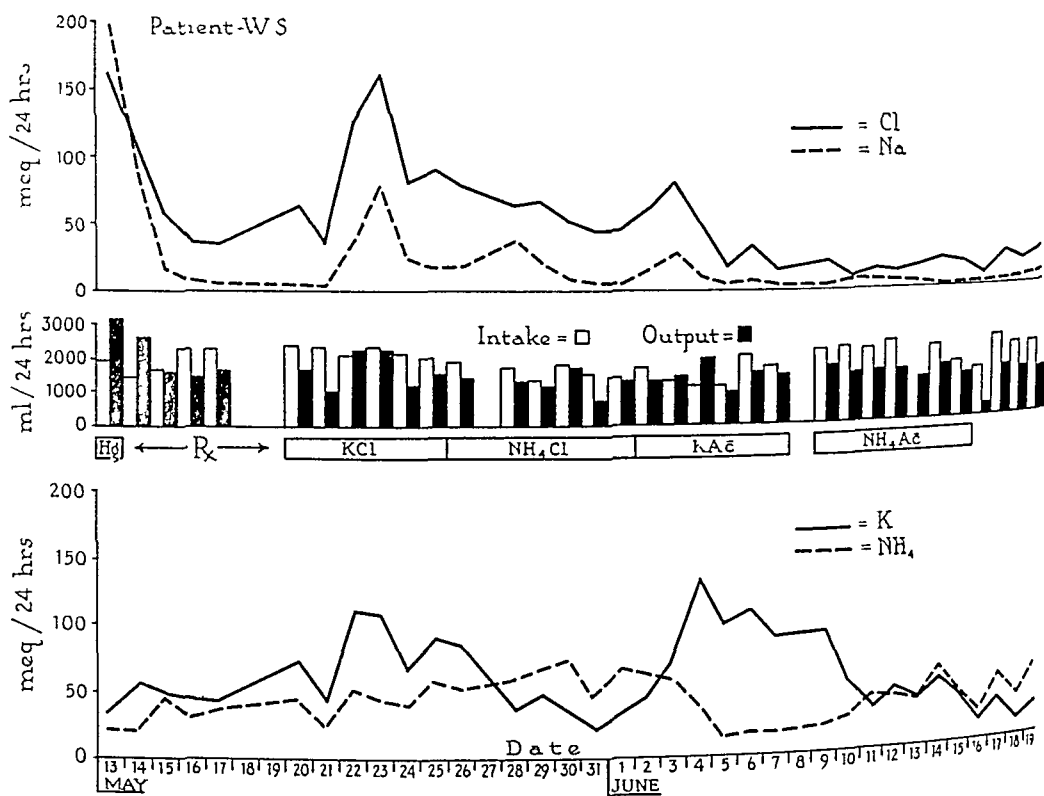 Patient-WS
200
150
100
50
0
meq / 24 hrs
= Cl
= Na
3000
2000
1000
0
ml / 24 hrs
Intake = Output =
Hg Rx KCl NH₄Cl kAc̄ NH₄Ac̄
200
150
100
50
0
meq / 24 hrs
= K
= NH₄
Date
13 14 15 16 17 18 19 20 21 22 23 24 25 26 27 28 29 30 31 1 2 3 4 5 6 7 8 9 10 11 12 13 14 15 16 17 18 19
MAY JUNE